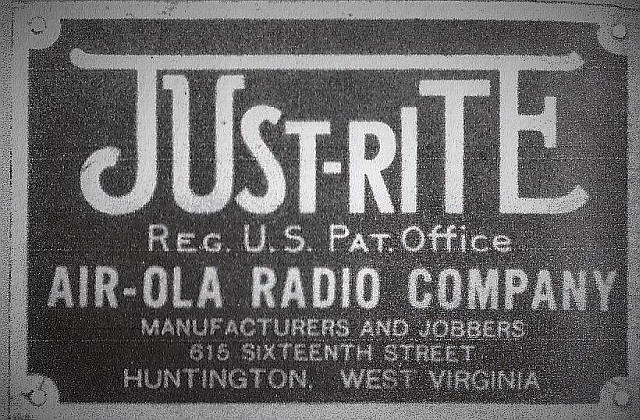 JUST-RITE
REG. U.S. PAT. Office
AIR-OLA RADIO COMPANY
MANUFACTURERS AND JOBBERS
615 SIXTEENTH STREET
HUNTINGTON, WEST VIRGINIA